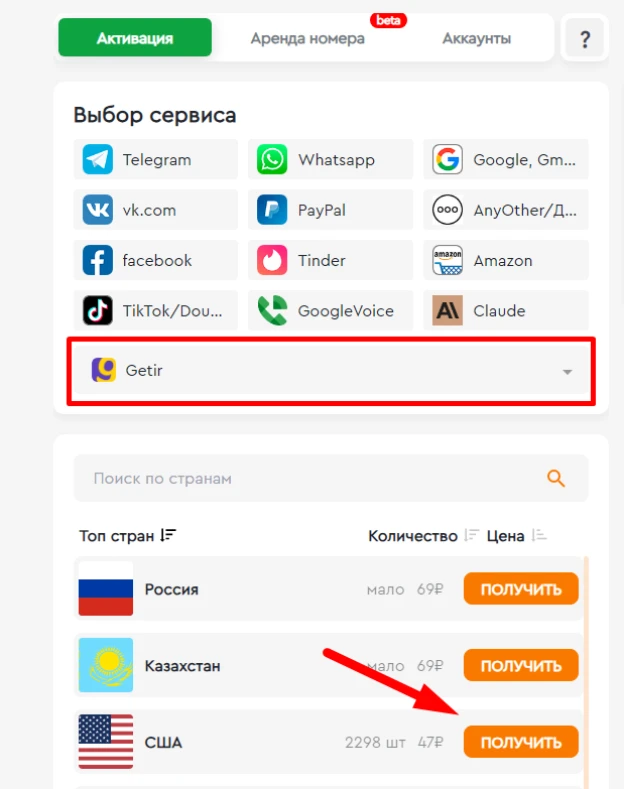 Активация
Аренда номера
beta
Аккаунты
?
Выбор сервиса
Telegram
Whatsapp
Google, Gm...
vk.com
PayPal
AnyOther/Д...
facebook
Tinder
amazon
Amazon
TikTok/Dou...
GoogleVoice
Claude
Getir
Поиск по странам
Топ стран
Количество
Цена
Россия
мало
69₽
ПОЛУЧИТЬ
Казахстан
мало
69₽
ПОЛУЧИТЬ
США
2298 шт
47₽
ПОЛУЧИТЬ